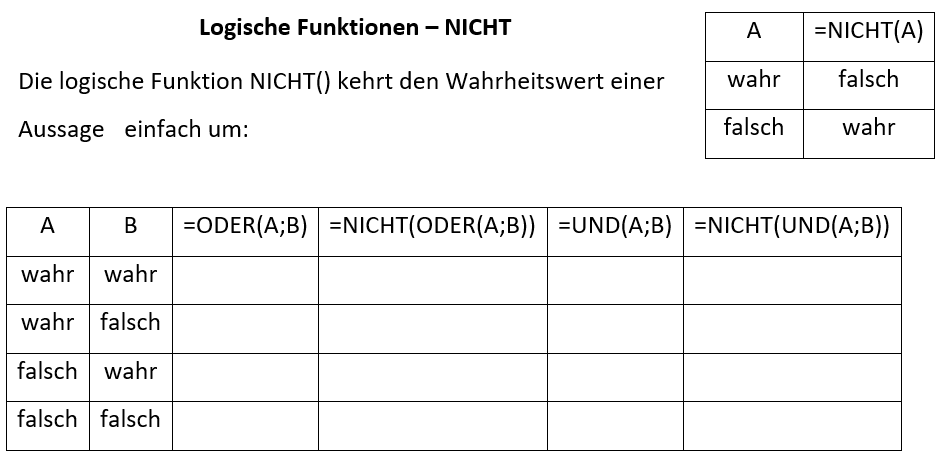 Logische Funktionen – NICHT
Die logische Funktion NICHT() kehrt den Wahrheitswert einer
Aussage einfach um:
A =NICHT(A)
wahr falsch
falsch wahr
A B =ODER(A;B) =NICHT(ODER(A;B)) =UND(A;B) =NICHT(UND(A;B))
wahr wahr
wahr falsch
falsch wahr
falsch falsch